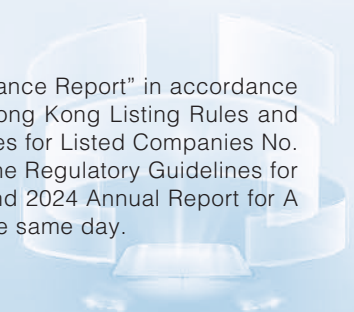 ance Report” in accordance
ong Kong Listing Rules and
es for Listed Companies No.
he Regulatory Guidelines for
nd 2024 Annual Report for A
e same day.